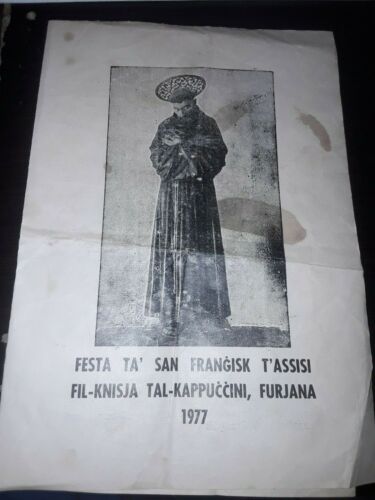 FESTA TA' SAN FRANĠISK T'ASSISI
FIL-KNISJA TAL-KAPPUĊĊINI, FURJANA
1977